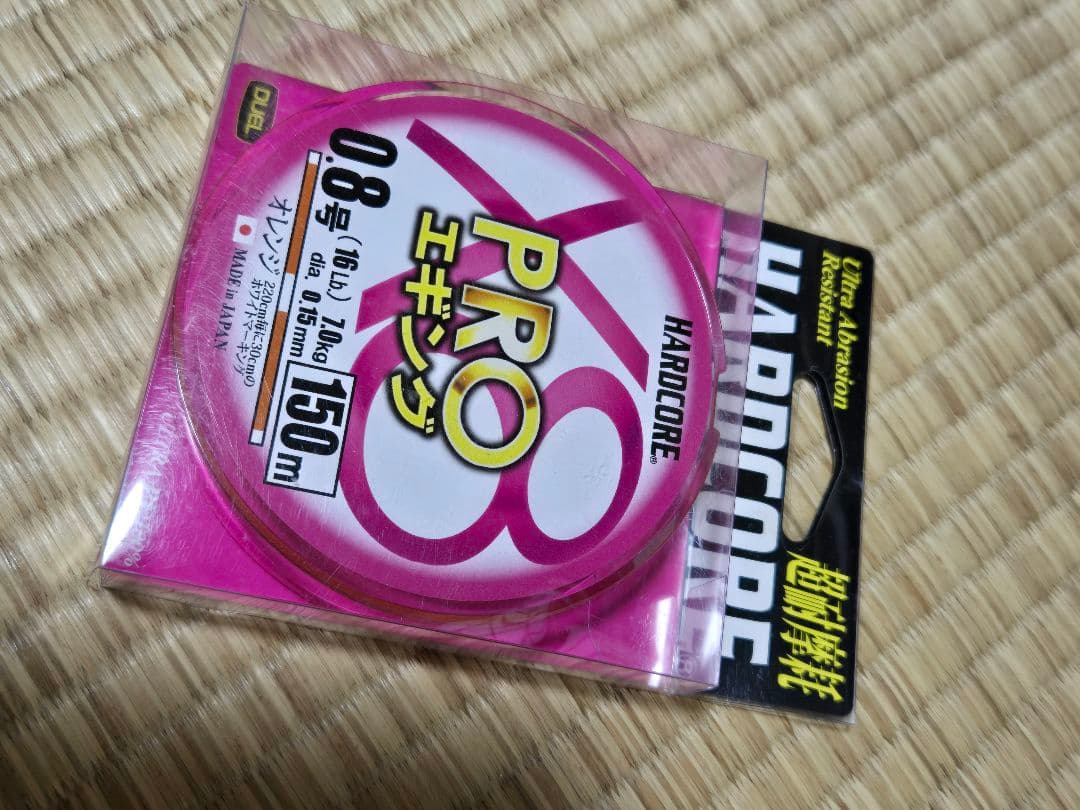 Ultra Abrasion
Resistant
HARDCORE
超耐摩耗
HARDCORE®
X8
PRO
エギング
DUEL
0.8号
(16Lb) 7.0kg
dia. 0.15mm
150m
オレンジ
220cm毎に30cmの
ホワイトマーキング
MADE in JAPAN